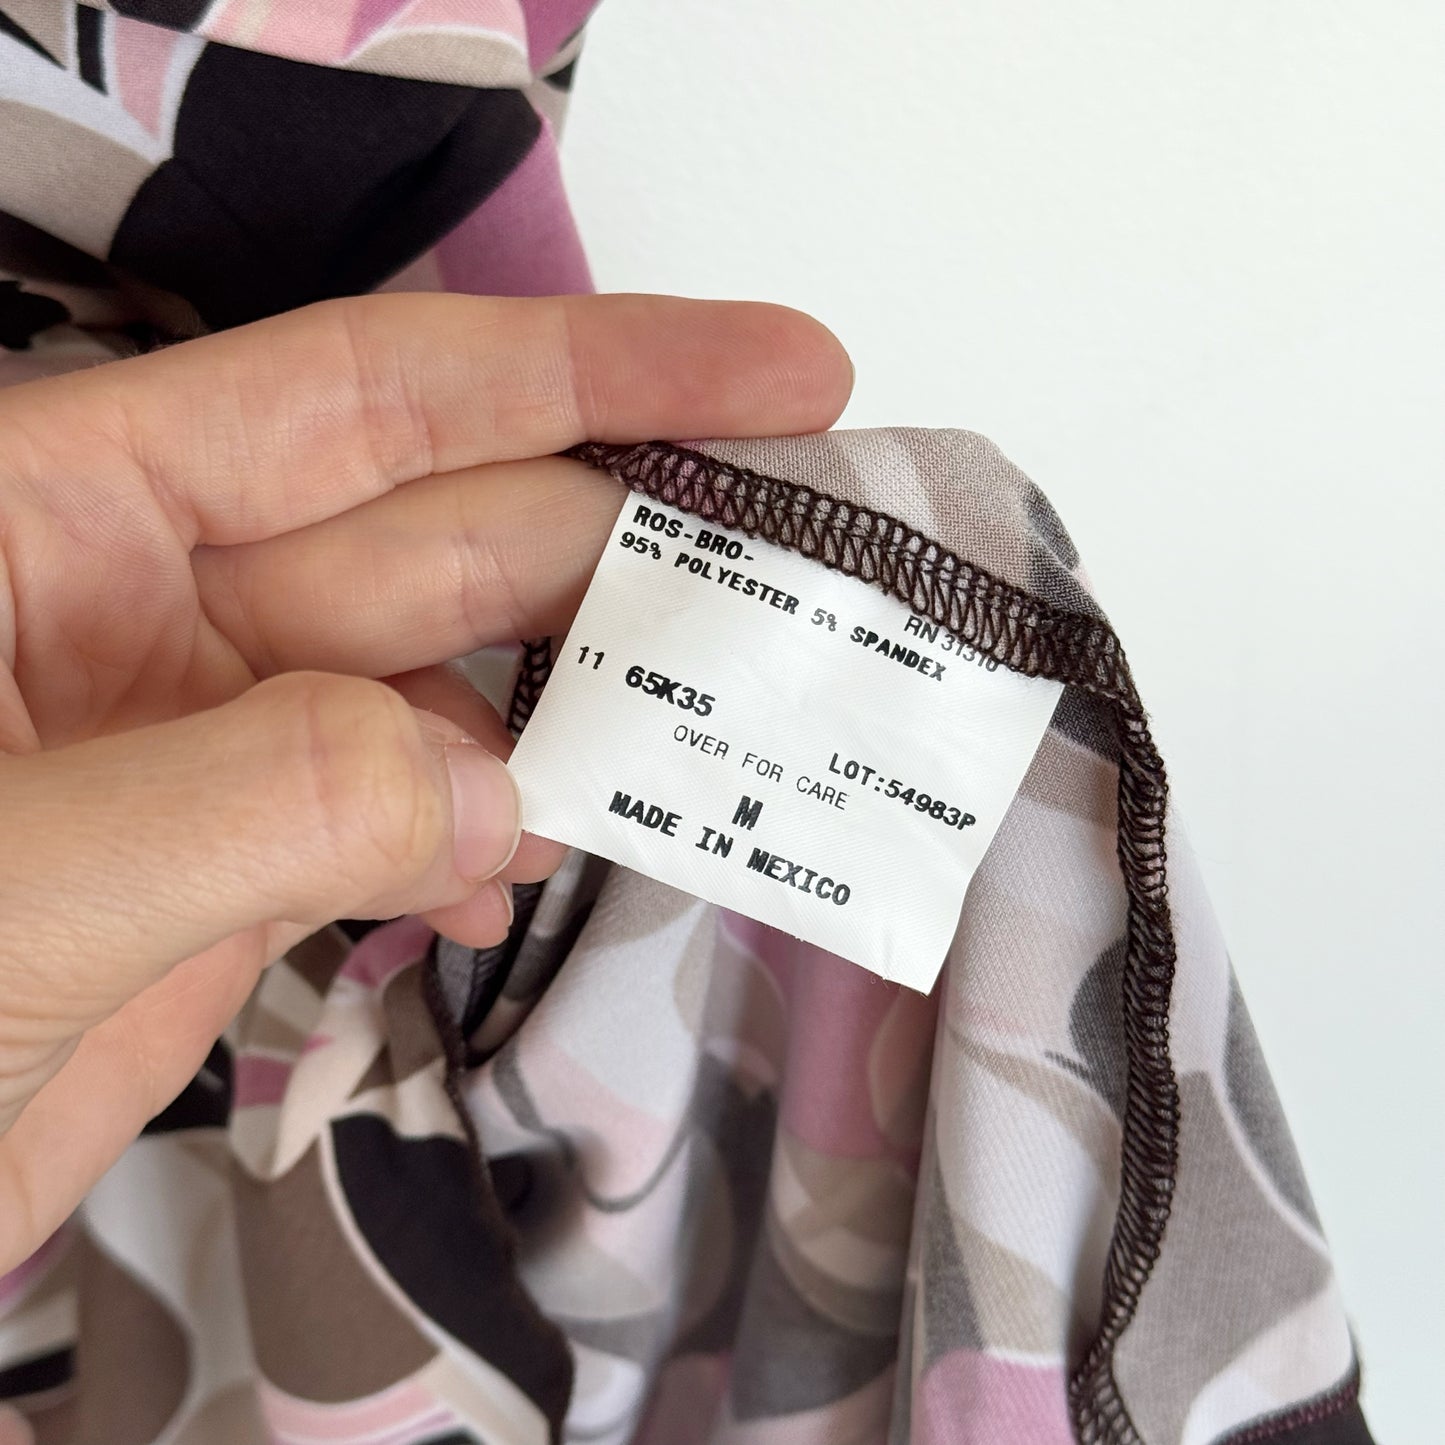 ROS-BRO-
95% POLYESTER 5% SPANDEX
RN 31310
11 65K35
OVER FOR CARE
LOT:54983P
M
MADE IN MEXICO